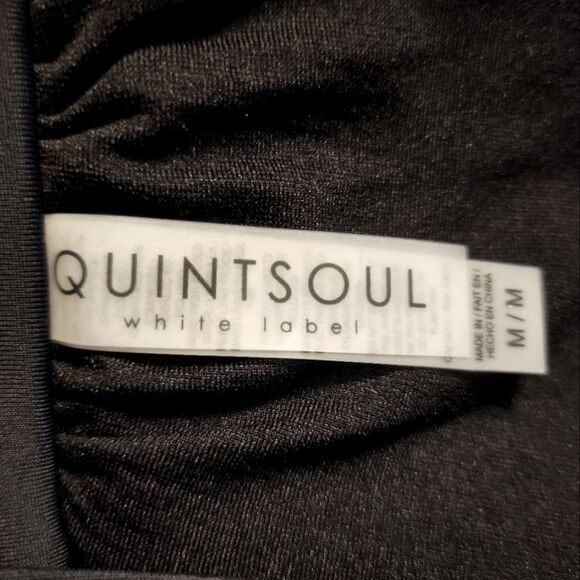 QUINTSOUL
white label
MADE IN / FAIT EN /
HECHO EN CHINA
M / M